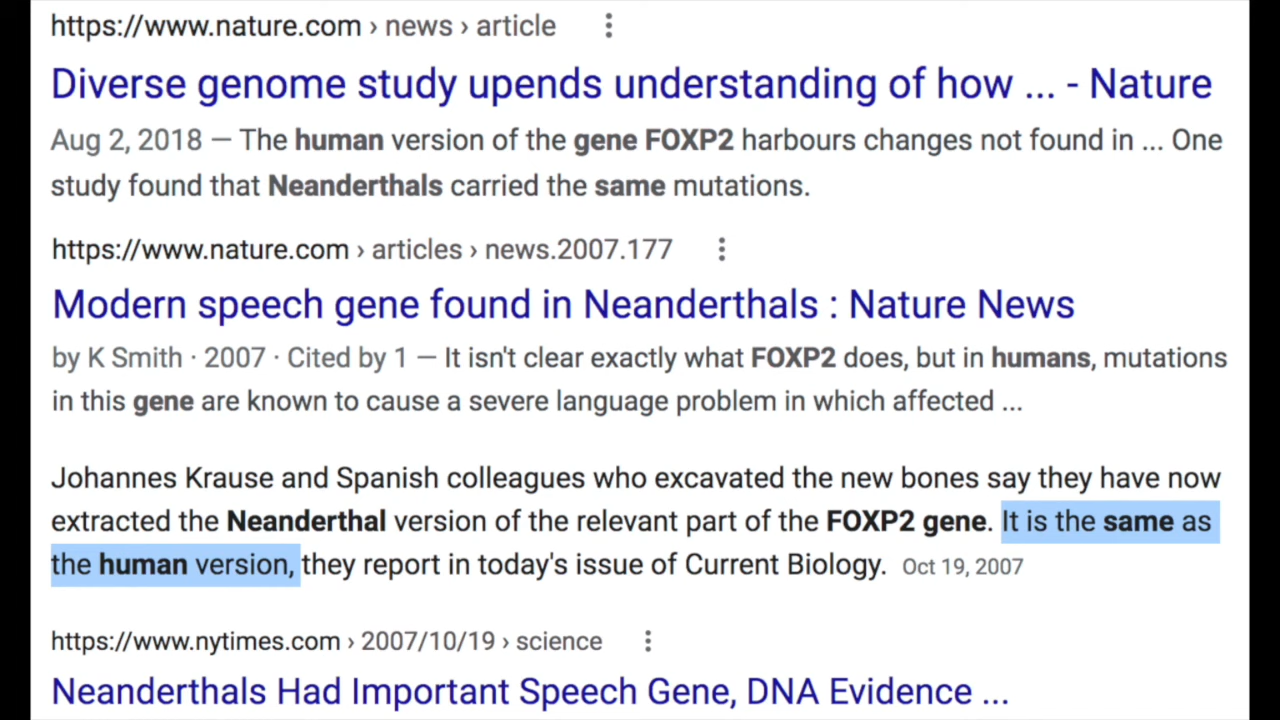 https://www.nature.com › news › article
Diverse genome study upends understanding of how ... - Nature
Aug 2, 2018 — The human version of the gene FOXP2 harbours changes not found in ... One
study found that Neanderthals carried the same mutations.
https://www.nature.com › articles › news.2007.177
Modern speech gene found in Neanderthals : Nature News
by K Smith · 2007 · Cited by 1 — It isn't clear exactly what FOXP2 does, but in humans, mutations
in this gene are known to cause a severe language problem in which affected ...
Johannes Krause and Spanish colleagues who excavated the new bones say they have now
extracted the Neanderthal version of the relevant part of the FOXP2 gene. It is the same as
the human version, they report in today's issue of Current Biology. Oct 19, 2007
https://www.nytimes.com › 2007/10/19 › science
Neanderthals Had Important Speech Gene, DNA Evidence ...